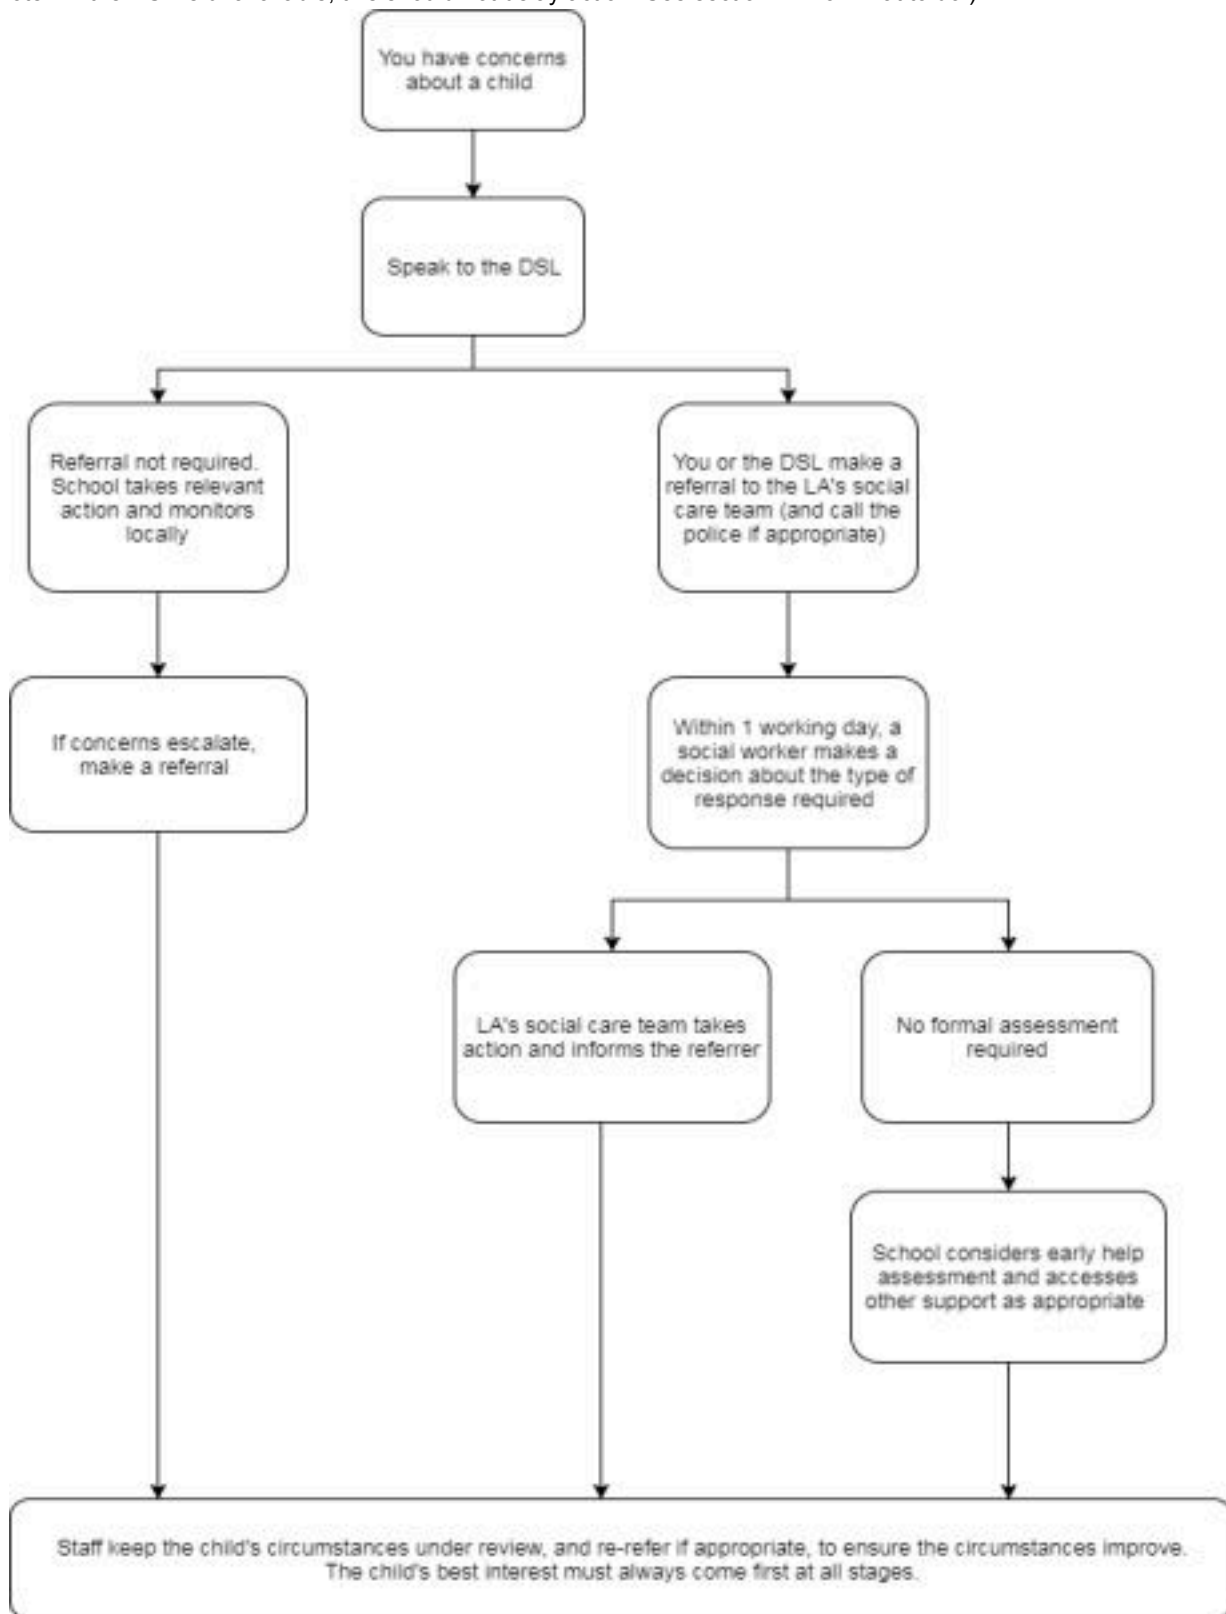 You have concerns
about a child
Speak to the DSL
Referral not required.
School takes relevant
action and monitors
locally
You or the DSL make a
referral to the LA's social
care team (and call the
police if appropriate)
If concerns escalate,
make a referral
Within 1 working day, a
social worker makes a
decision about the type of
response required
LA's social care team takes
action and informs the referrer
No formal assessment
required
School considers early help
assessment and accesses
other support as appropriate
Staff keep the child's circumstances under review, and re-refer if appropriate, to ensure the circumstances improve.
The child's best interest must always come first at all stages.